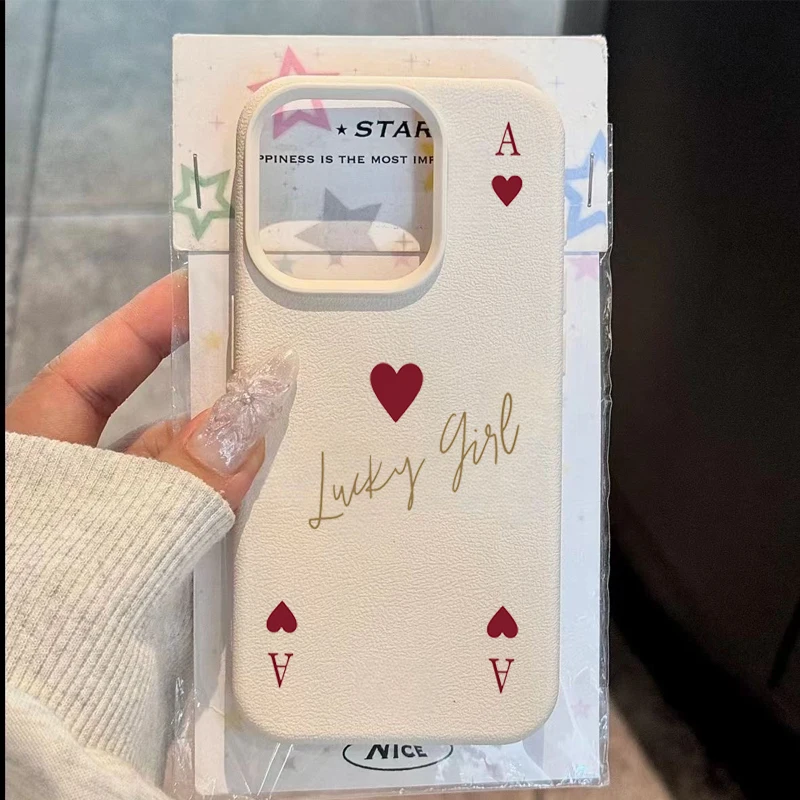 ★ STAR
PPINESS IS THE MOST IMP
A
Lucky Girl
A
A
NICE